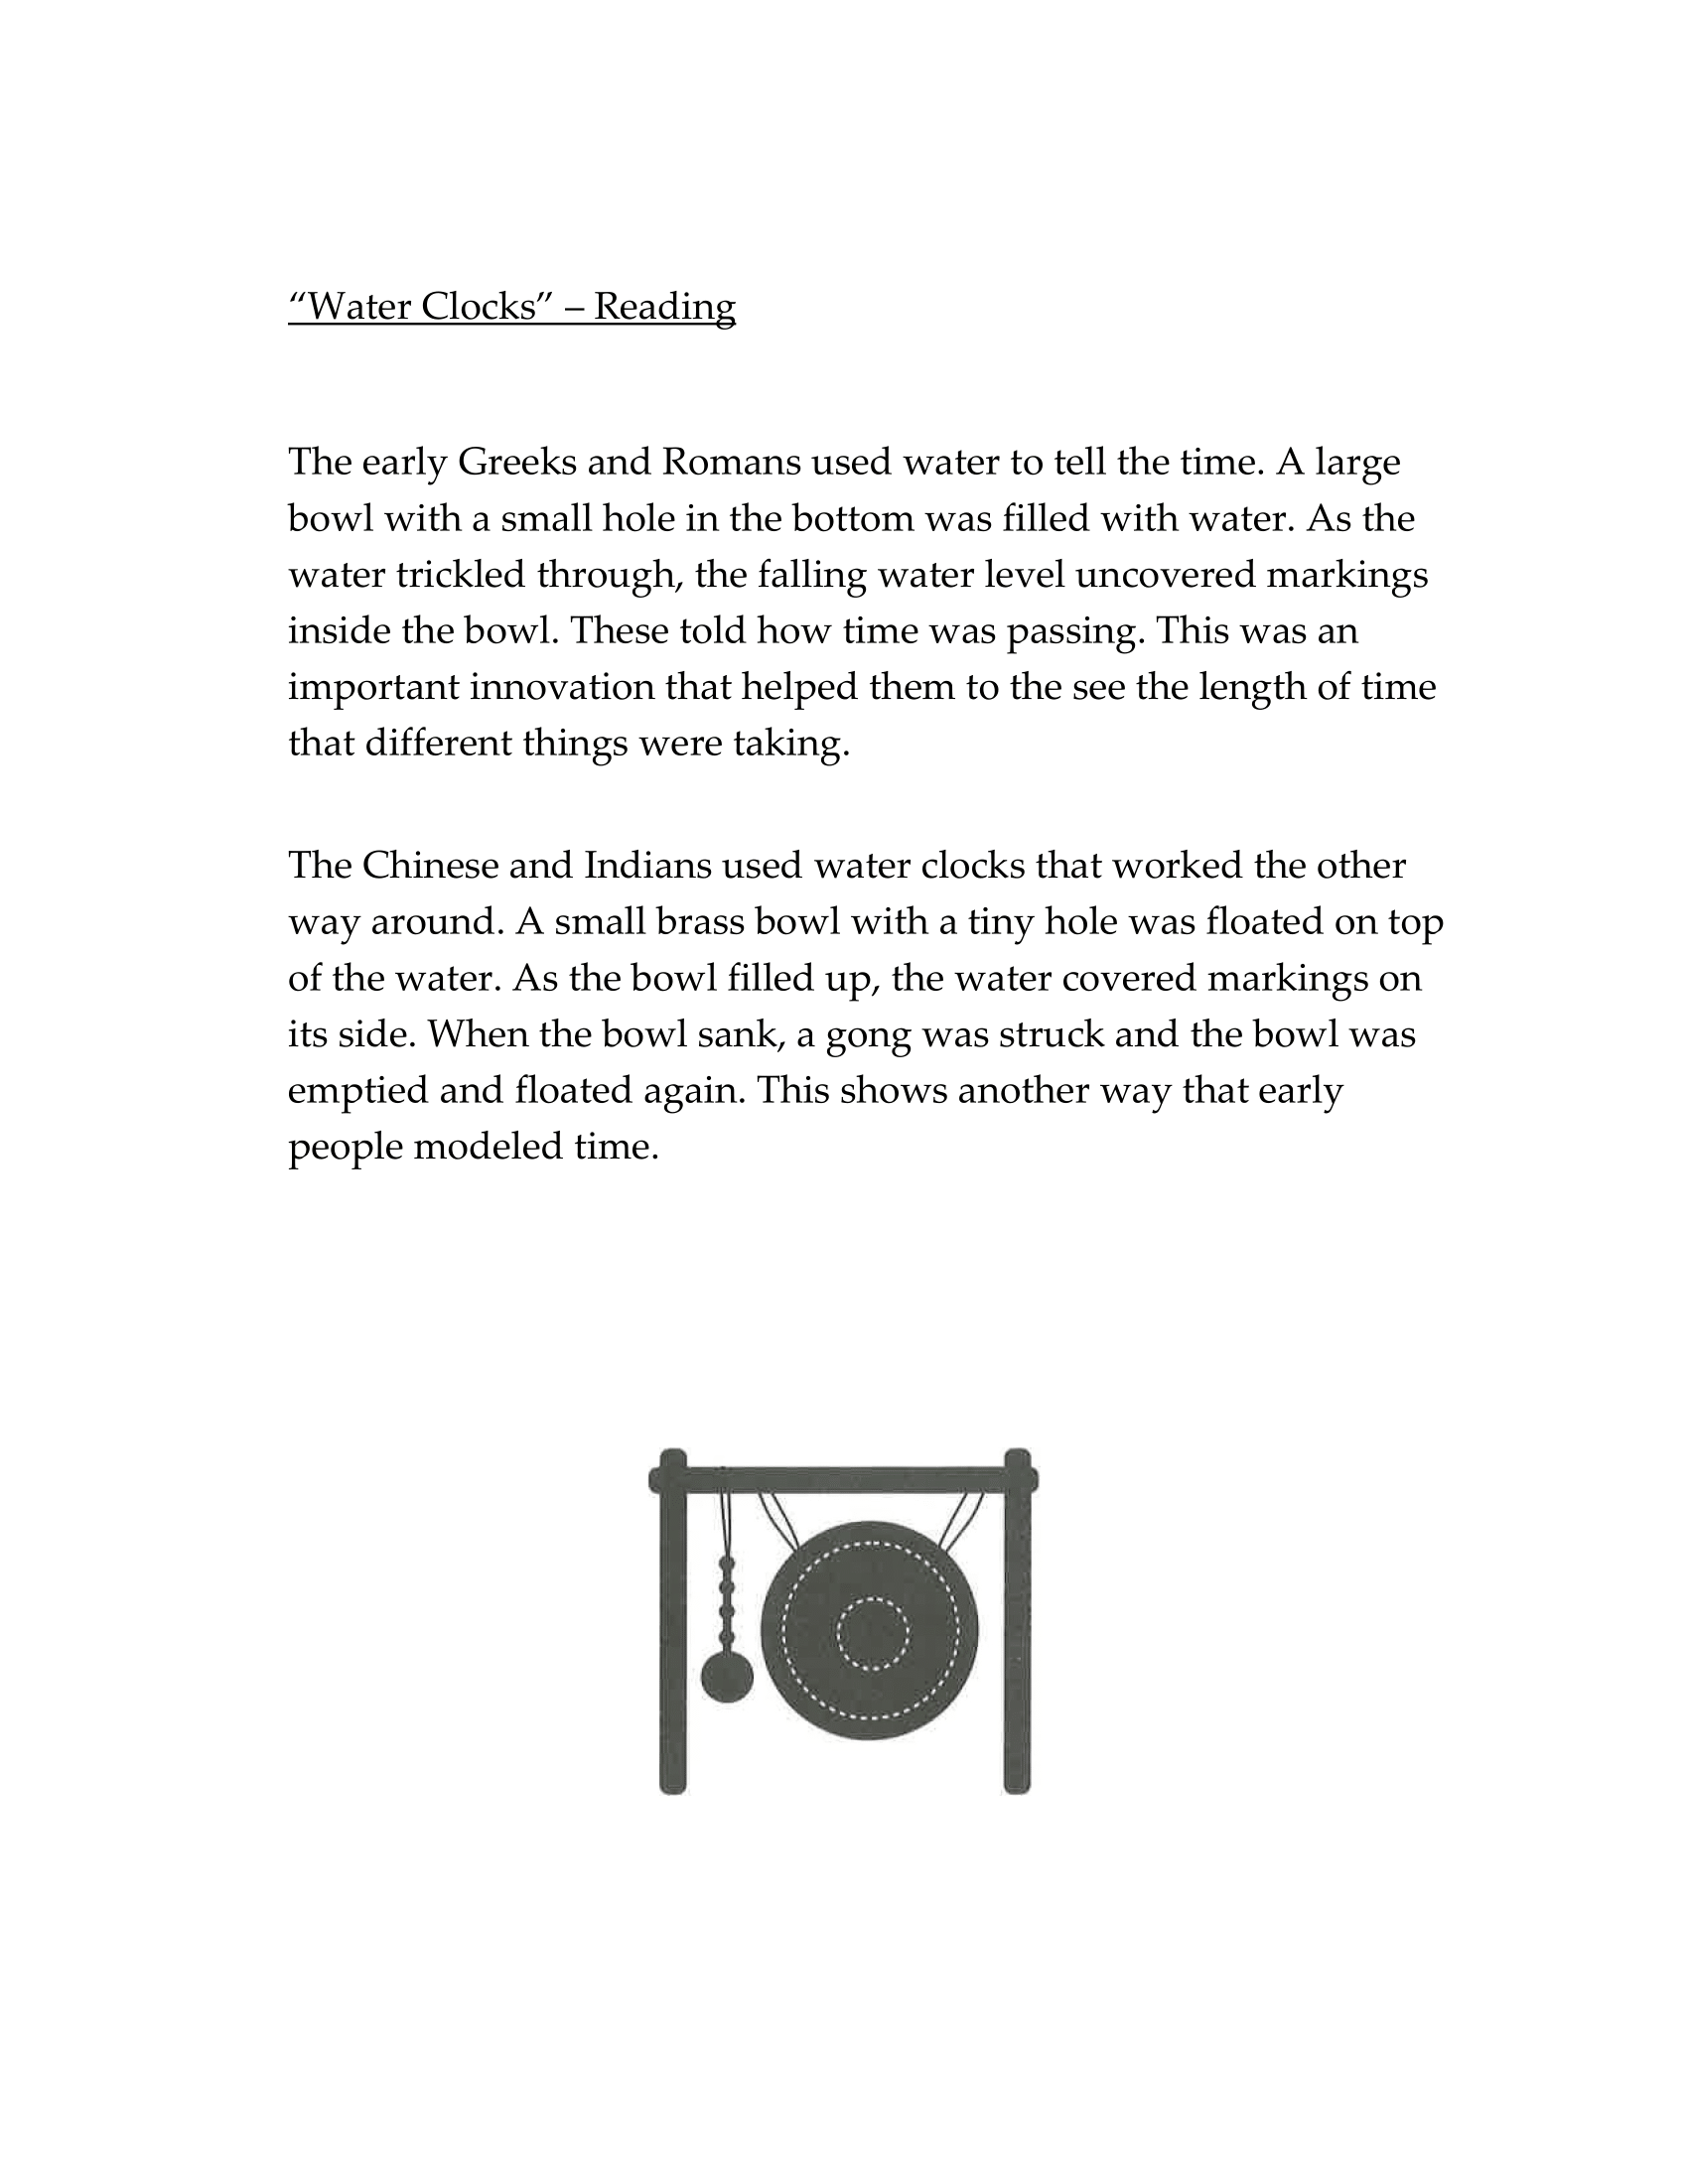 “Water Clocks” – Reading
The early Greeks and Romans used water to tell the time. A large
bowl with a small hole in the bottom was filled with water. As the
water trickled through, the falling water level uncovered markings
inside the bowl. These told how time was passing. This was an
important innovation that helped them to the see the length of time
that different things were taking.
The Chinese and Indians used water clocks that worked the other
way around. A small brass bowl with a tiny hole was floated on top
of the water. As the bowl filled up, the water covered markings on
its side. When the bowl sank, a gong was struck and the bowl was
emptied and floated again. This shows another way that early
people modeled time.